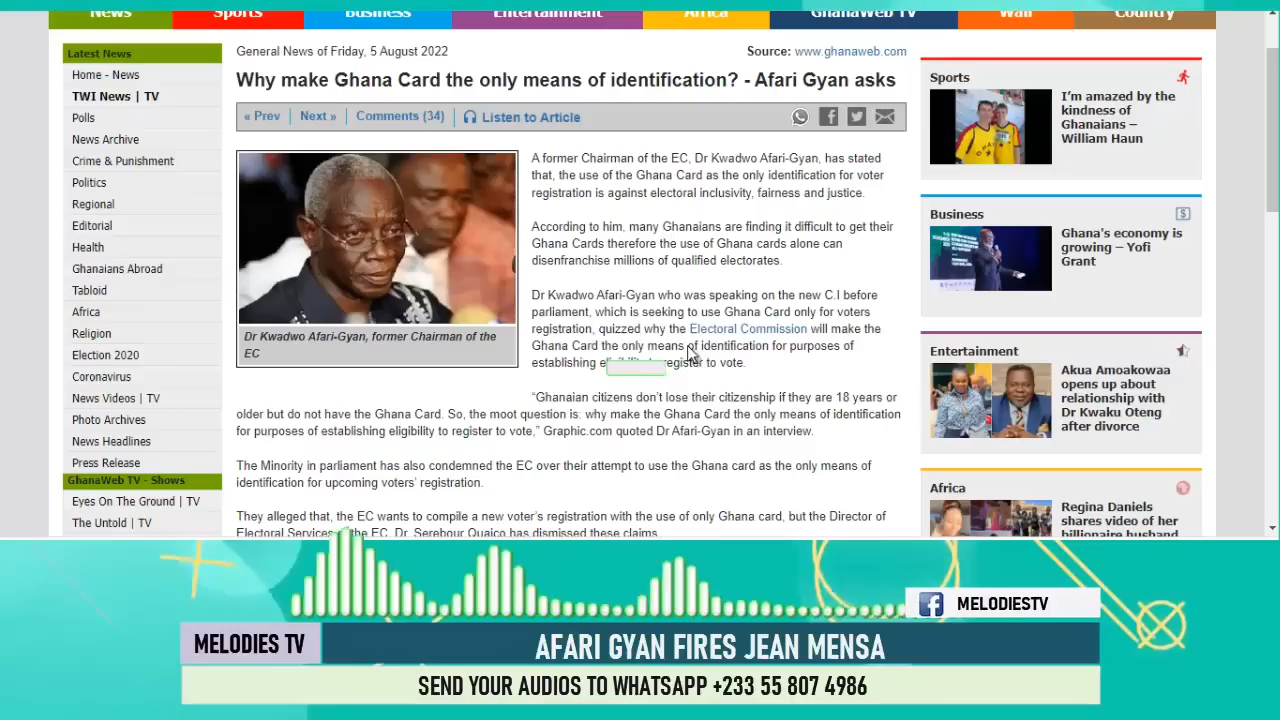 News
Sports
Business
Entertainment
Africa
GhanaWeb TV
Wall
Country
Latest News
Home - News
TWI News | TV
Polls
News Archive
Crime & Punishment
Politics
Regional
Editorial
Health
Ghanaians Abroad
Tabloid
Africa
Religion
Election 2020
Coronavirus
News Videos | TV
Photo Archives
News Headlines
Press Release
GhanaWeb TV - Shows
Eyes On The Ground | TV
The Untold | TV
General News of Friday, 5 August 2022
Source: www.ghanaweb.com
Why make Ghana Card the only means of identification? - Afari Gyan asks
« Prev
Next »
Comments (34)
Listen to Article
Dr Kwadwo Afari-Gyan, former Chairman of the
EC
A former Chairman of the EC, Dr Kwadwo Afari-Gyan, has stated
that, the use of the Ghana Card as the only identification for voter
registration is against electoral inclusivity, fairness and justice.
According to him, many Ghanaians are finding it difficult to get their
Ghana Cards therefore the use of Ghana cards alone can
disenfranchise millions of qualified electorates.
Dr Kwadwo Afari-Gyan who was speaking on the new C.I before
parliament, which is seeking to use Ghana Card only for voters
registration, quizzed why the Electoral Commission will make the
Ghana Card the only means of identification for purposes of
establishing eligibility to register to vote.
“Ghanaian citizens don’t lose their citizenship if they are 18 years or
older but do not have the Ghana Card. So, the moot question is: why make the Ghana Card the only means of identification
for purposes of establishing eligibility to register to vote,” Graphic.com quoted Dr Afari-Gyan in an interview.
The Minority in parliament has also condemned the EC over their attempt to use the Ghana card as the only means of
identification for upcoming voters’ registration.
They alleged that, the EC wants to compile a new voter’s registration with the use of only Ghana card, but the Director of
Electoral Services of the EC, Dr. Serebour Quaico has dismissed these claims.
Sports
I’m amazed by the
kindness of
Ghanaians –
William Haun
Business
Ghana's economy is
growing – Yofi
Grant
Entertainment
Akua Amoakowaa
opens up about
relationship with
Dr Kwaku Oteng
after divorce
Africa
Regina Daniels
shares video of her
billionaire husband
MELODIESTV
MELODIES TV
AFARI GYAN FIRES JEAN MENSA
SEND YOUR AUDIOS TO WHATSAPP +233 55 807 4986